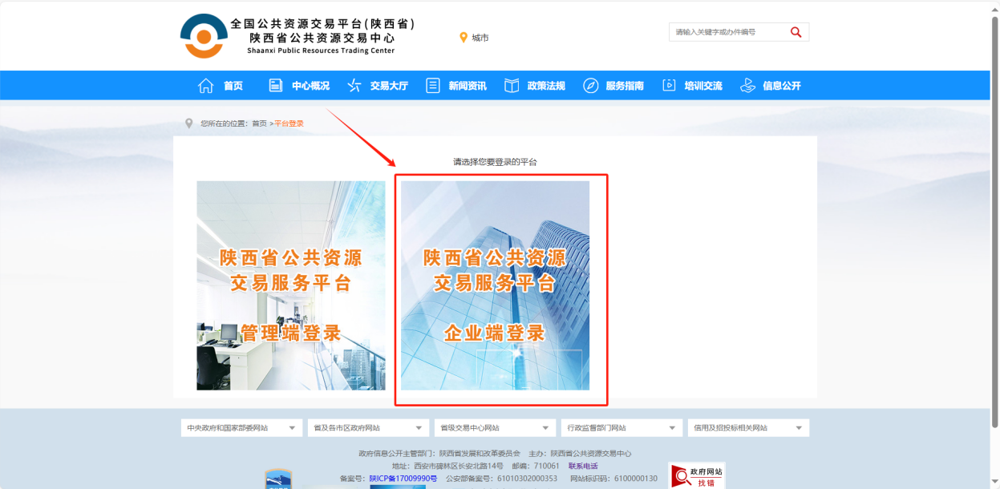 全国公共资源交易平台(陕西省)
陕西省公共资源交易中心
Shaanxi Public Resources Trading Center
城市
请输入关键字或办件编号
首页 中心概况 交易大厅 新闻资讯 政策法规 服务指南 培训交流 信息公开
您所在的位置：首页 >平台登录
请选择您要登录的平台
陕西省公共资源
交易服务平台
管理端登录
陕西省公共资源
交易服务平台
企业端登录
中央政府和国家部委网站 省及各市区政府网站 省级交易中心网站 行政监督部门网站 信用及招投标相关网站
政府信息公开主管部门：陕西省发展和改革委员会 主办：陕西省公共资源交易中心
地址：西安市碑林区长安北路14号 邮编：710061 联系电话
备案号：陕ICP备17009990号 公安部备案号：61010302000353 网站标识码：6100000130
政府网站
找错